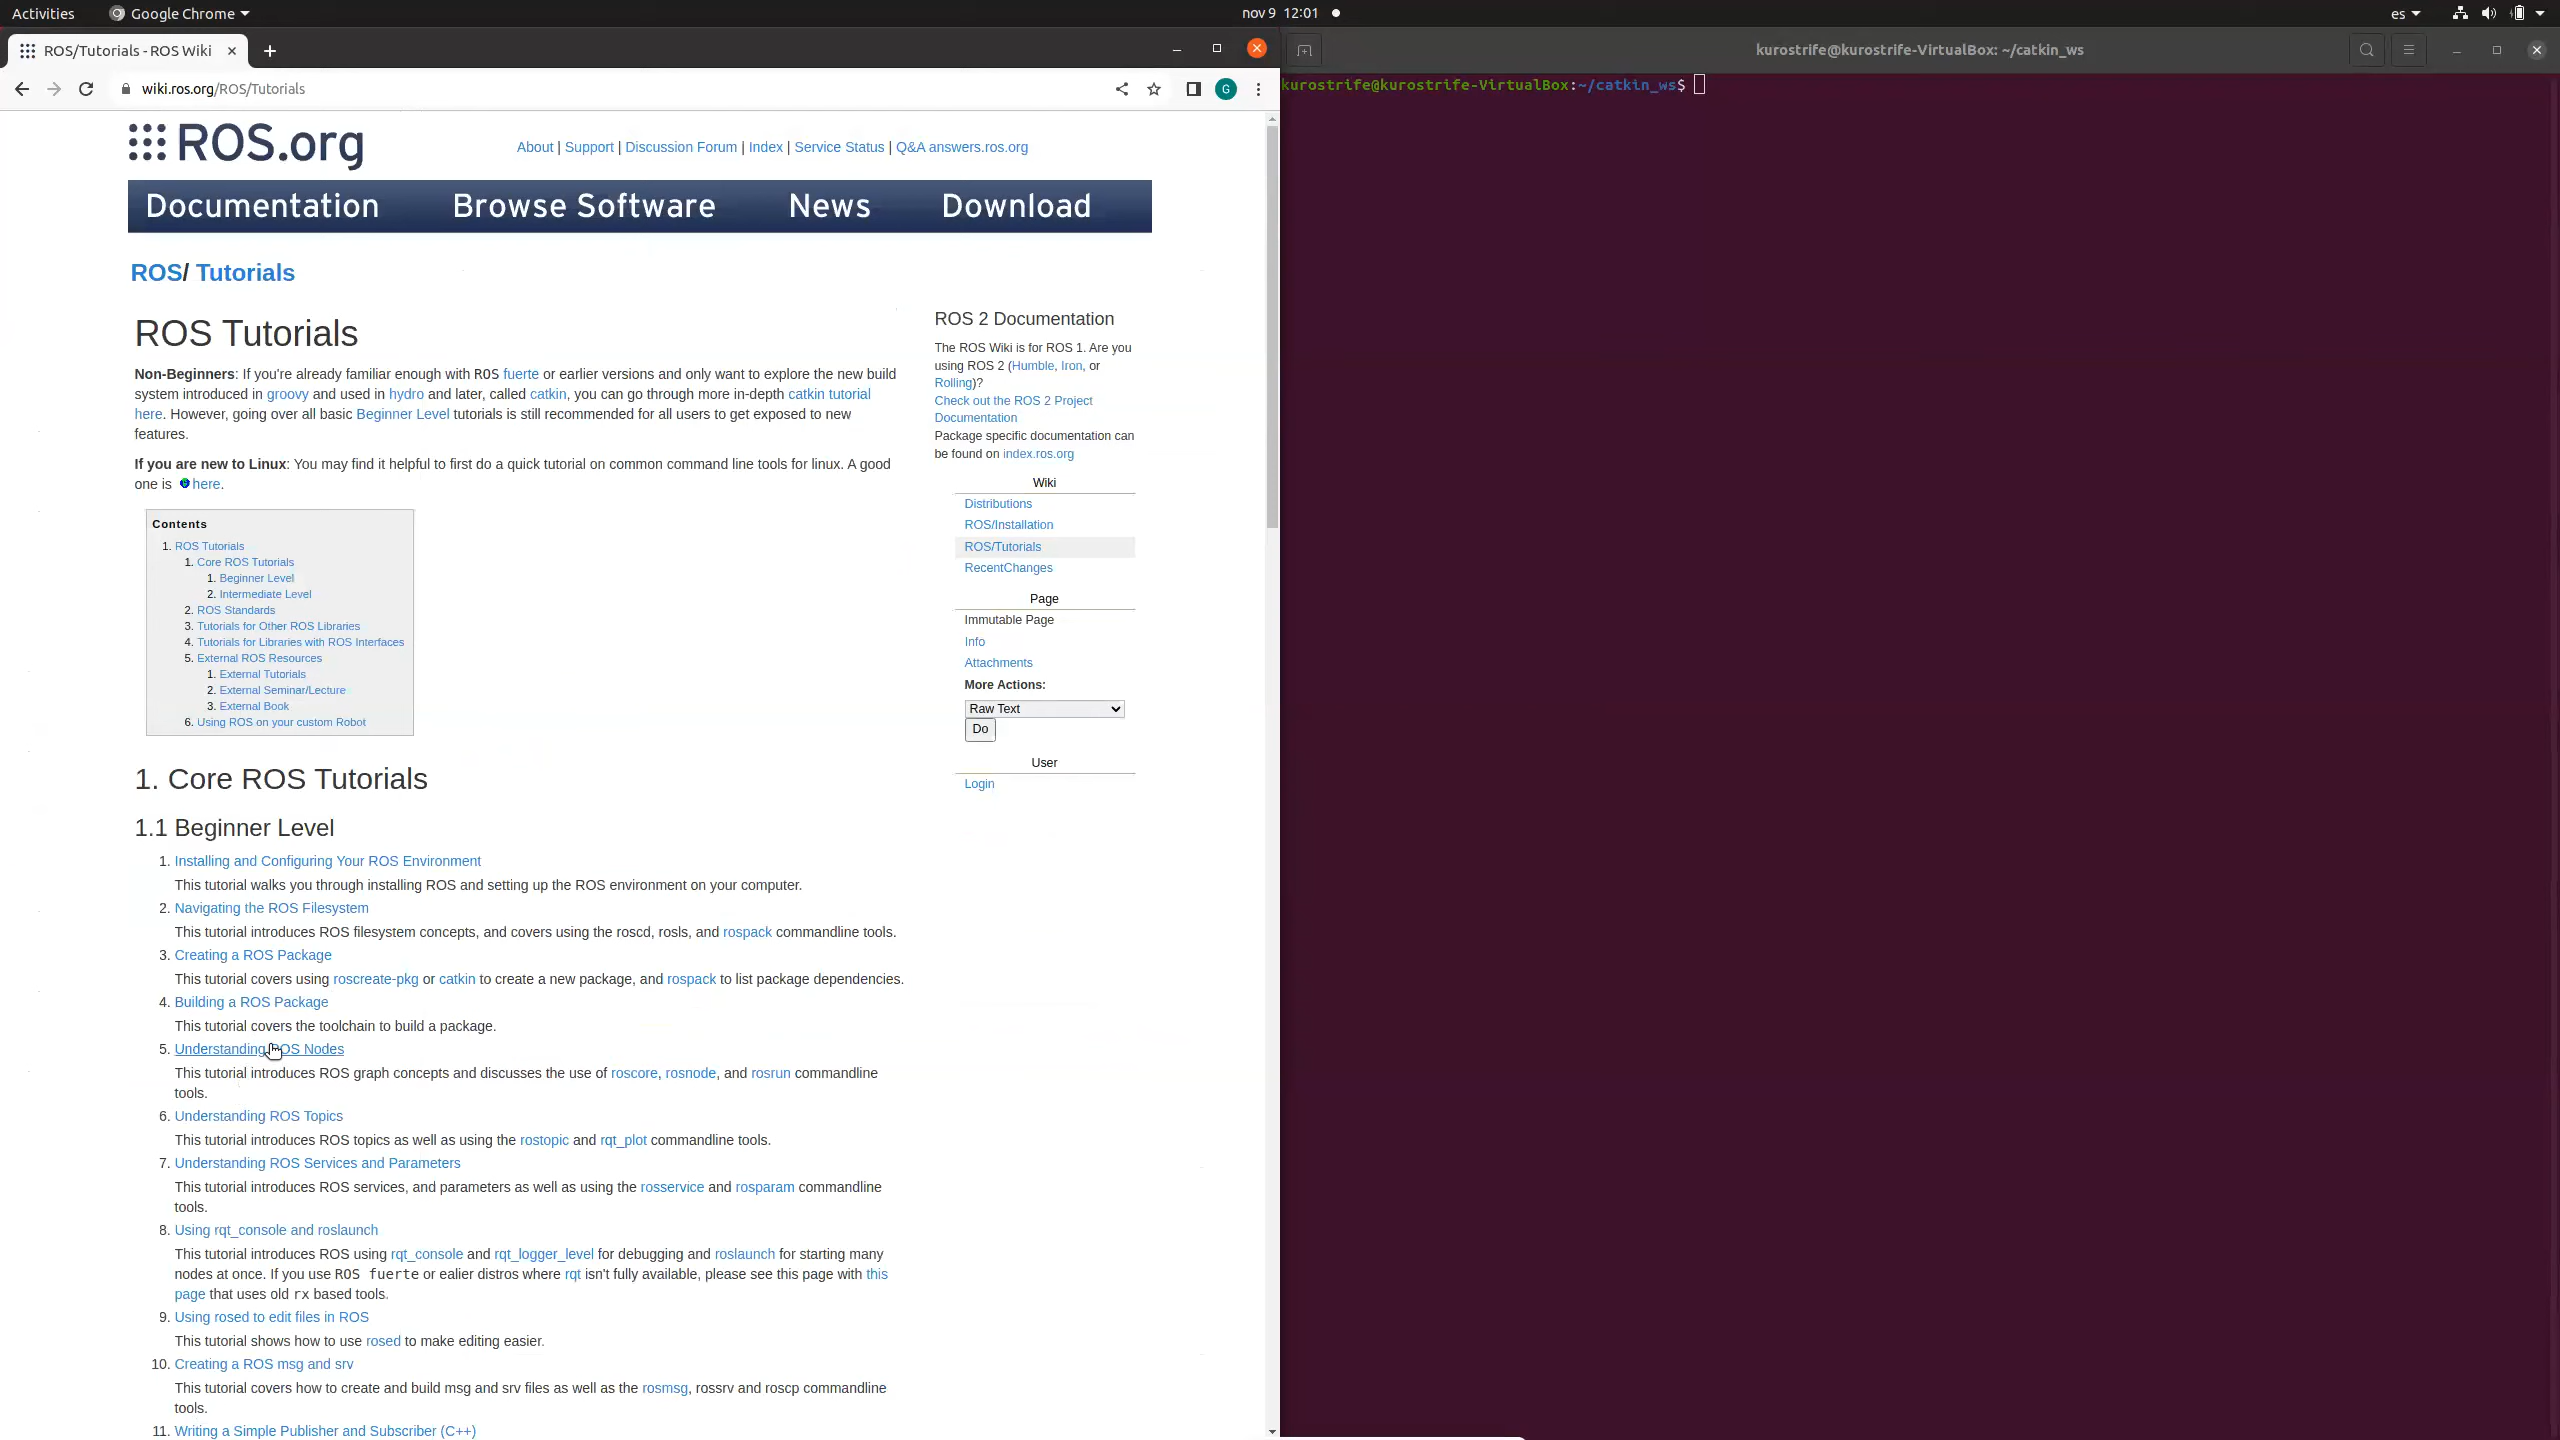 Activities
Google Chrome
nov 9 12:01
es
ROS/Tutorials - ROS Wiki
kurostrife@kurostrife-VirtualBox: ~/catkin_ws
wiki.ros.org/ROS/Tutorials
G
kurostrife@kurostrife-VirtualBox:~/catkin_ws$
ROS.org
About | Support | Discussion Forum | Index | Service Status | Q&A answers.ros.org
Documentation Browse Software News Download
ROS/ Tutorials
ROS Tutorials
Non-Beginners: If you're already familiar enough with ROS fuerte or earlier versions and only want to explore the new build
system introduced in groovy and used in hydro and later, called catkin, you can go through more in-depth catkin tutorial
here. However, going over all basic Beginner Level tutorials is still recommended for all users to get exposed to new
features.
If you are new to Linux: You may find it helpful to first do a quick tutorial on common command line tools for linux. A good
one is here.
Contents
1. ROS Tutorials
1. Core ROS Tutorials
1. Beginner Level
2. Intermediate Level
2. ROS Standards
3. Tutorials for Other ROS Libraries
4. Tutorials for Libraries with ROS Interfaces
5. External ROS Resources
1. External Tutorials
2. External Seminar/Lecture
3. External Book
6. Using ROS on your custom Robot
ROS 2 Documentation
The ROS Wiki is for ROS 1. Are you
using ROS 2 (Humble, Iron, or
Rolling)?
Check out the ROS 2 Project
Documentation
Package specific documentation can
be found on index.ros.org
Wiki
Distributions
ROS/Installation
ROS/Tutorials
RecentChanges
Page
Immutable Page
Info
Attachments
More Actions:
Raw Text
Do
User
Login
1. Core ROS Tutorials
1.1 Beginner Level
1. Installing and Configuring Your ROS Environment
This tutorial walks you through installing ROS and setting up the ROS environment on your computer.
2. Navigating the ROS Filesystem
This tutorial introduces ROS filesystem concepts, and covers using the roscd, rosls, and rospack commandline tools.
3. Creating a ROS Package
This tutorial covers using roscreate-pkg or catkin to create a new package, and rospack to list package dependencies.
4. Building a ROS Package
This tutorial covers the toolchain to build a package.
5. Understanding ROS Nodes
This tutorial introduces ROS graph concepts and discusses the use of roscore, rosnode, and rosrun commandline
tools.
6. Understanding ROS Topics
This tutorial introduces ROS topics as well as using the rostopic and rqt_plot commandline tools.
7. Understanding ROS Services and Parameters
This tutorial introduces ROS services, and parameters as well as using the rosservice and rosparam commandline
tools.
8. Using rqt_console and roslaunch
This tutorial introduces ROS using rqt_console and rqt_logger_level for debugging and roslaunch for starting many
nodes at once. If you use ROS fuerte or ealier distros where rqt isn't fully available, please see this page with this
page that uses old rx based tools.
9. Using rosed to edit files in ROS
This tutorial shows how to use rosed to make editing easier.
10. Creating a ROS msg and srv
This tutorial covers how to create and build msg and srv files as well as the rosmsg, rossrv and roscp commandline
tools.
11. Writing a Simple Publisher and Subscriber (C++)